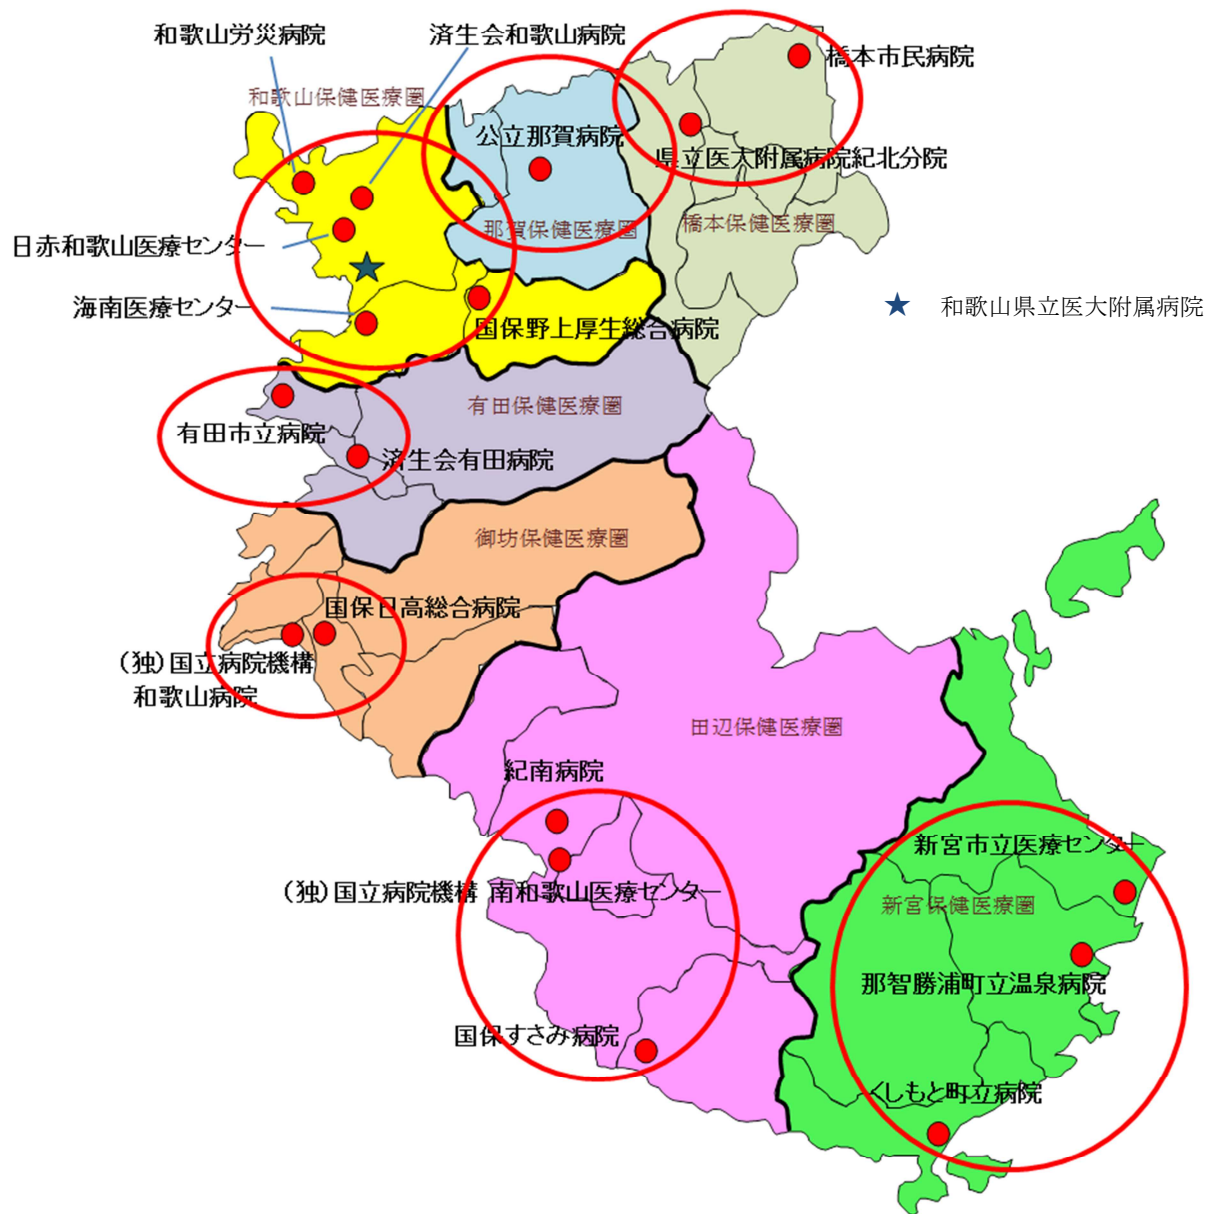 和歌山労災病院
済生会和歌山病院
橋本市民病院
和歌山保健医療圏
公立那賀病院
県立医大附属病院紀北分院
那賀保健医療圏
橋本保健医療圏
日赤和歌山医療センター
海南医療センター
国保野上厚生総合病院
★ 和歌山県立医大附属病院
有田保健医療圏
有田市立病院
済生会有田病院
御坊保健医療圏
国保日高総合病院
（独）国立病院機構
和歌山病院
田辺保健医療圏
紀南病院
新宮市立医療センター
（独）国立病院機構 南和歌山医療センター
新宮保健医療圏
那智勝浦町立温泉病院
国保すさみ病院
くしもと町立病院